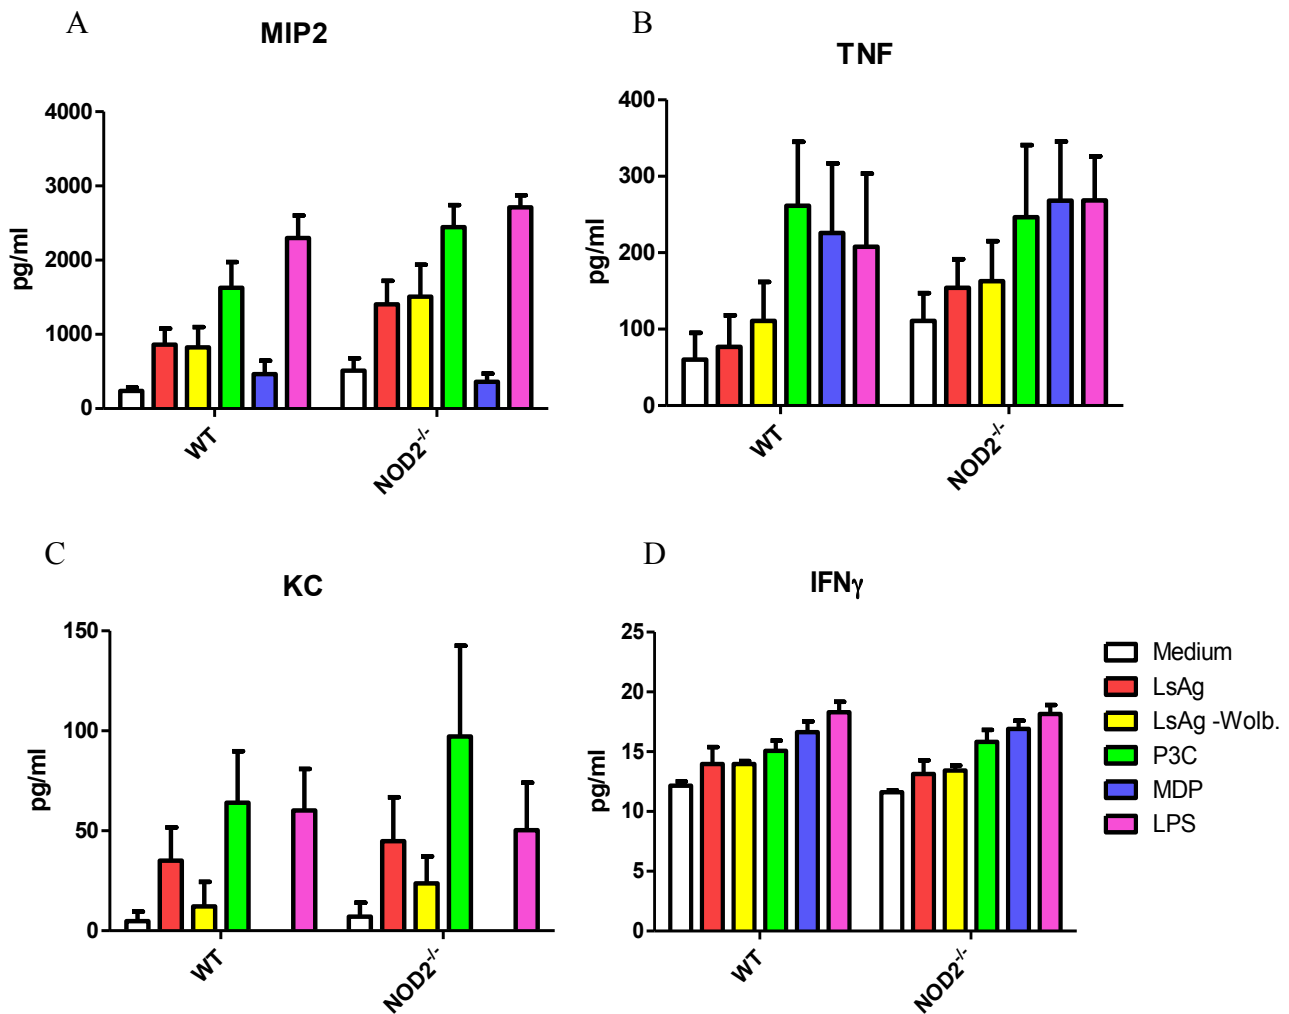 A
MIP2
4000
3000
2000
1000
0
pg/ml
WT
NOD2-/-
B
TNF
400
300
200
100
0
pg/ml
WT
NOD2-/-
C
KC
150
100
50
0
pg/ml
WT
NOD2-/-
D
IFNγ
25
20
15
10
5
0
pg/ml
WT
NOD2-/-
Medium
LsAg
LsAg -Wolb.
P3C
MDP
LPS